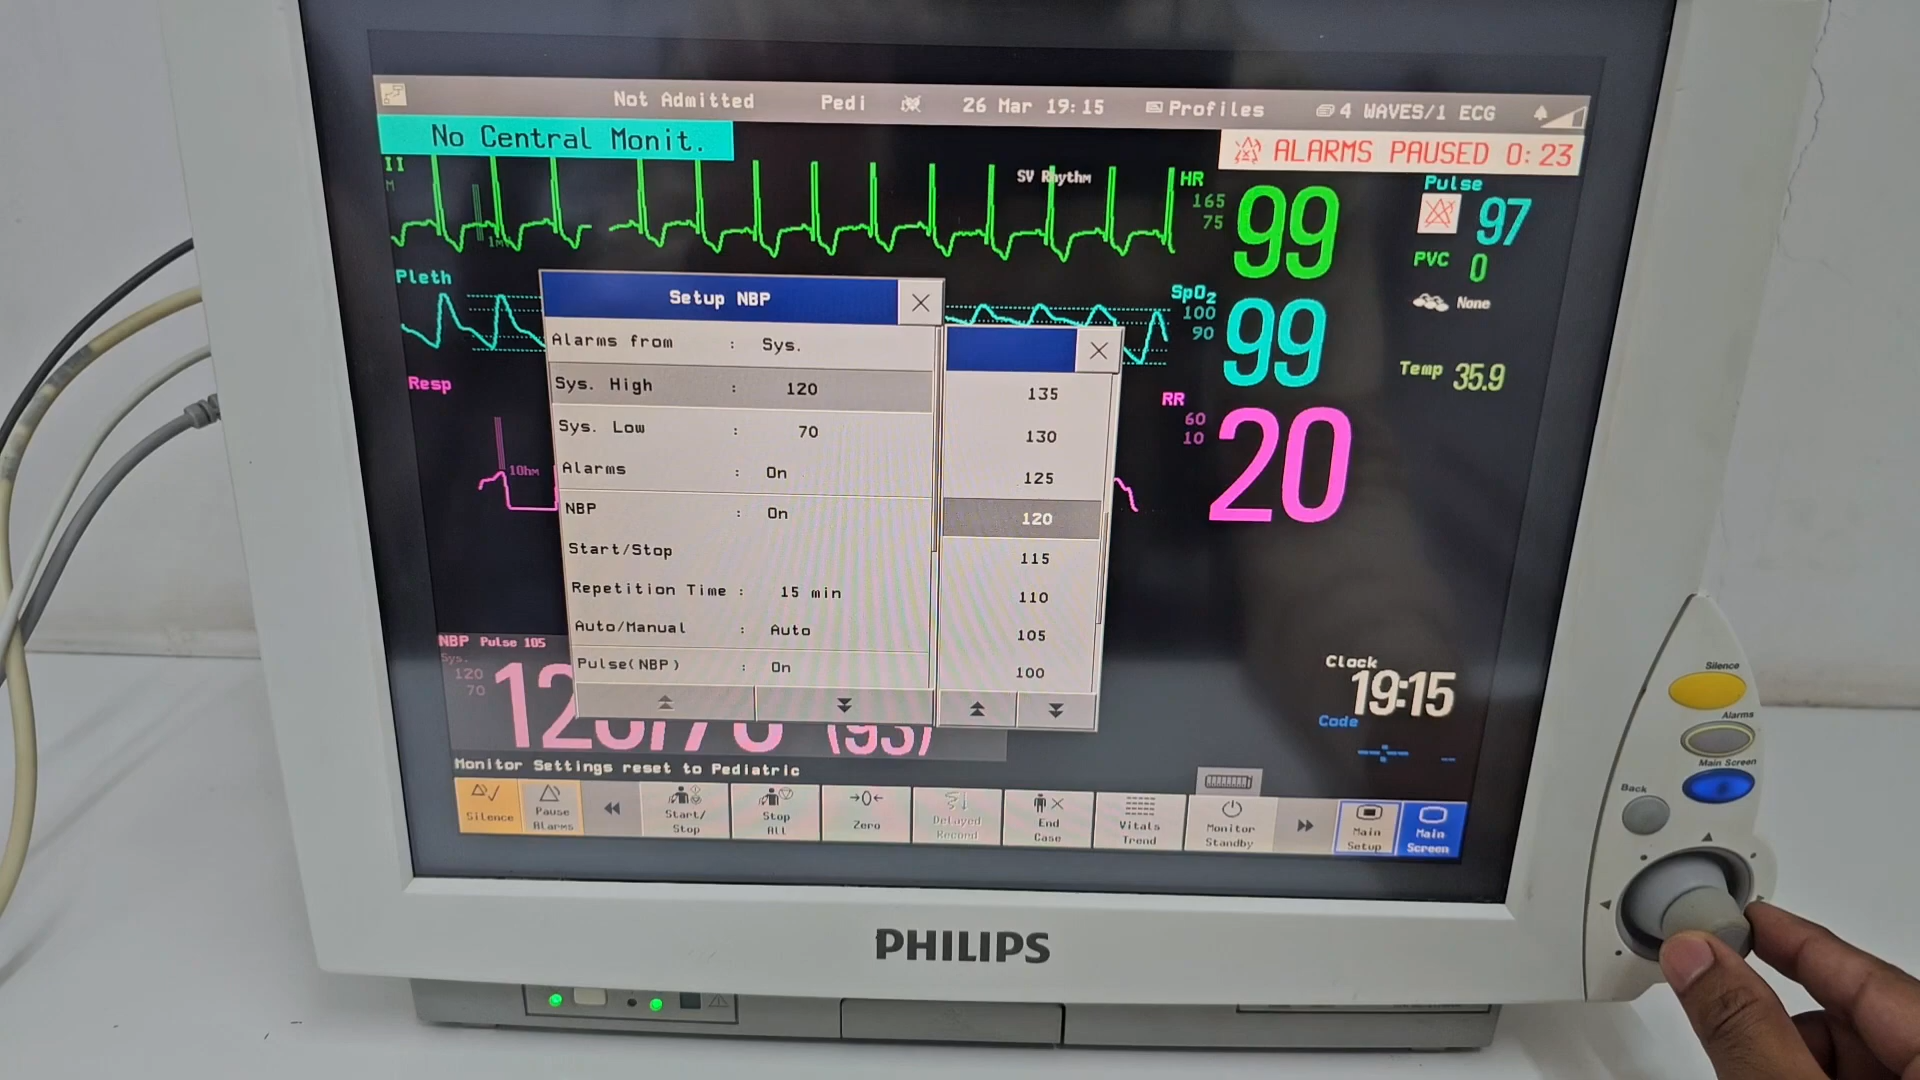 Not Admitted Pedi 26 Mar 19:15 Profiles 4 WAVES/1 ECG
No Central Monit.
ALARMS PAUSED 0:23
II
M
1mV
SV Rhythm
HR
165
75
99
Pulse
97
PVC 0
None
Pleth
SpO2
100
90
99
Temp 35.9
Resp
10hm
RR
60
10
20
Setup NBP
Alarms from : Sys.
Sys. High : 120
Sys. Low : 70
Alarms : On
NBP : On
Start/Stop
Repetition Time : 15 min
Auto/Manual : Auto
Pulse(NBP) : On
135
130
125
120
115
110
105
100
NBP Pulse 105
Sys.
120
70
(93)
Clock
19:15
Code
Monitor Settings reset to Pediatric
Silence
Pause Alarms
Start/ Stop
Stop All
Zero
Delayed Record
End Case
Vitals Trend
Monitor Standby
Main Setup
Main Screen
Silence
Alarms
Main Screen
Back
PHILIPS